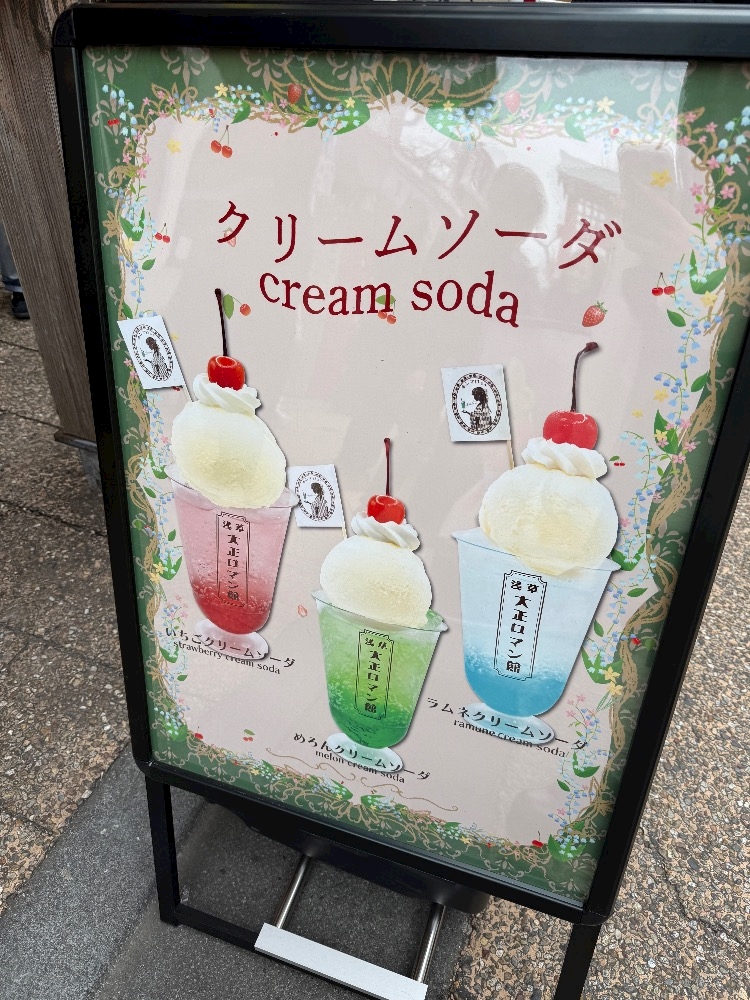 クリームソーダ
cream soda
浅草
大正ロマン館
いちごクリームソーダ
strawberry cream soda
浅草
大正ロマン館
めろんクリームソーダ
melon cream soda
浅草
大正ロマン館
ラムネクリームソーダ
ramune cream soda